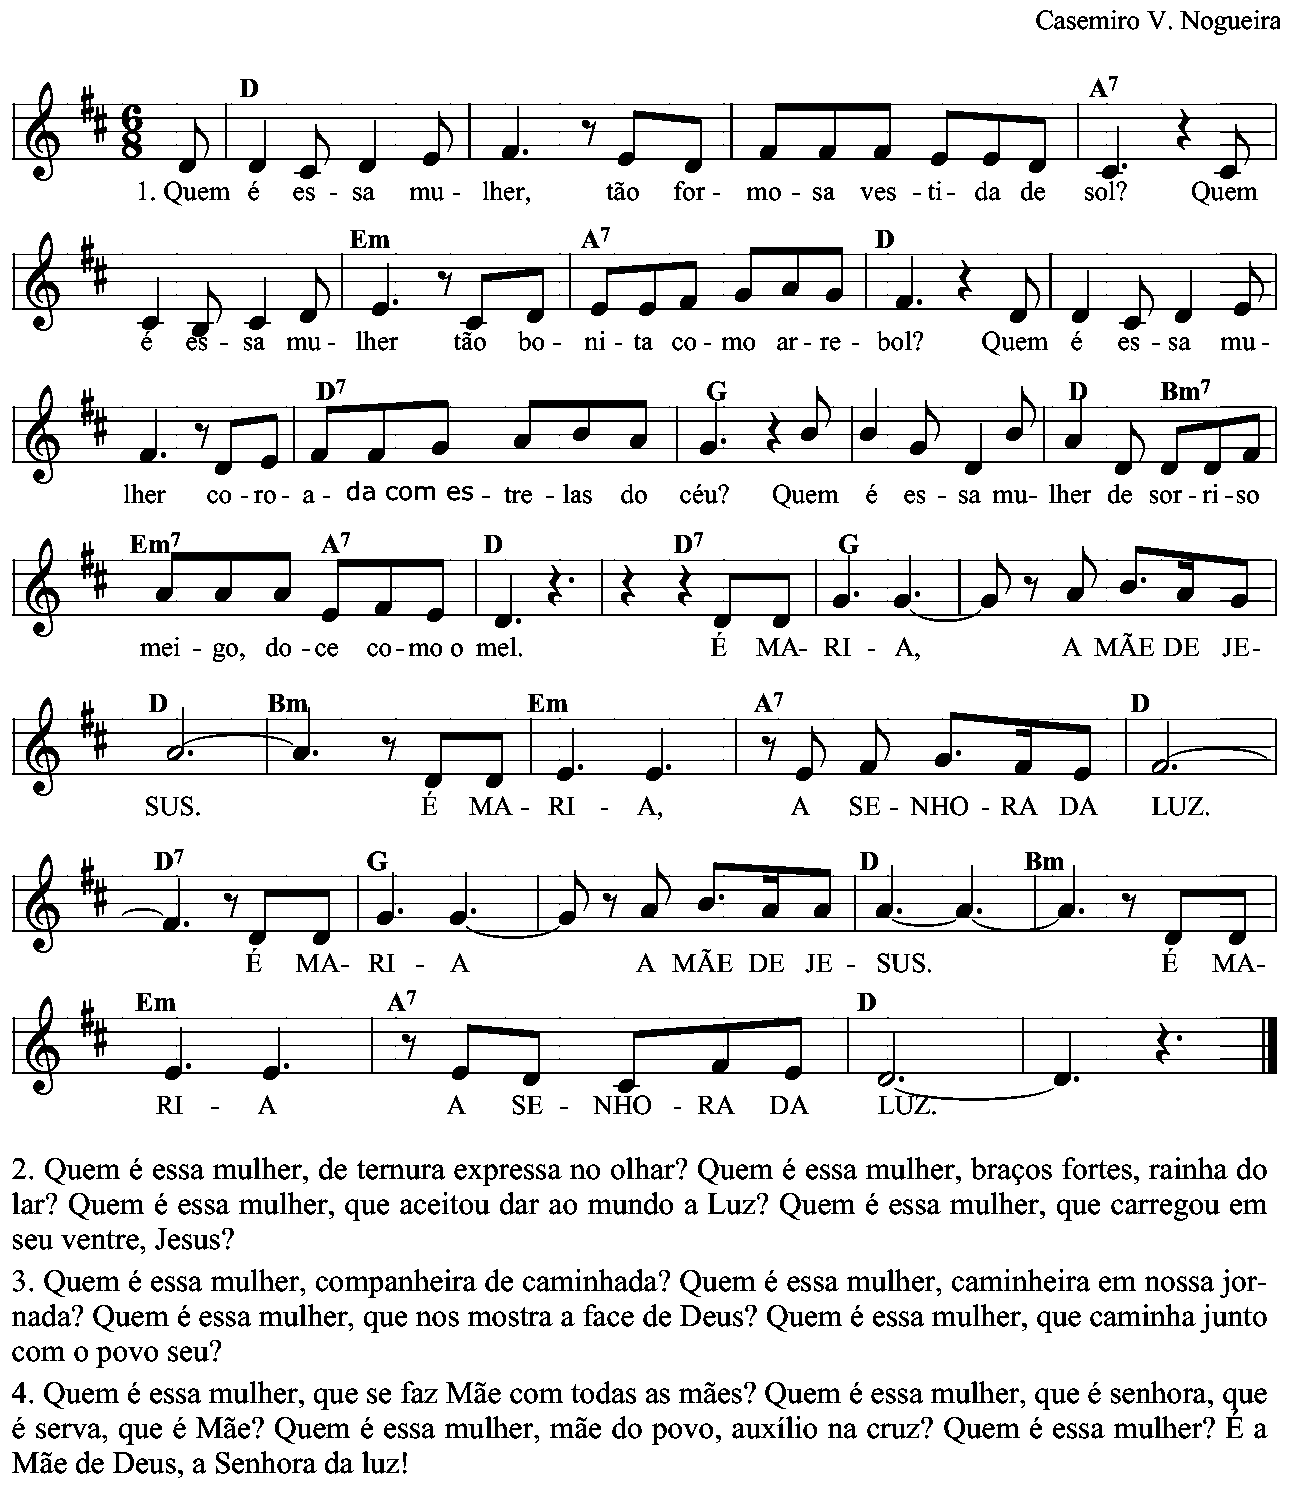 Casemiro V. Nogueira
D A7
1. Quem é es - sa mu - lher, tão for - mo - sa ves - ti - da de sol? Quem
Em A7 D
é es - sa mu - lher tão bo - ni - ta co - mo ar - re - bol? Quem é es - sa mu -
D7 G D Bm7
lher co - ro - a - da com es - tre - las do céu? Quem é es - sa mu - lher de sor - ri - so
Em7 A7 D D7 G
mei - go, do - ce co - mo o mel. É MA - RI - A, A MÃE DE JE -
D Bm Em A7 D
SUS. É MA - RI - A, A SE - NHO - RA DA LUZ.
D7 G D Bm
É MA - RI - A A MÃE DE JE - SUS. É MA -
Em A7 D
RI - A A SE - NHO - RA DA LUZ.
2. Quem é essa mulher, de ternura expressa no olhar? Quem é essa mulher, braços fortes, rainha do
lar? Quem é essa mulher, que aceitou dar ao mundo a Luz? Quem é essa mulher, que carregou em
seu ventre, Jesus?
3. Quem é essa mulher, companheira de caminhada? Quem é essa mulher, caminheira em nossa jor-
nada? Quem é essa mulher, que nos mostra a face de Deus? Quem é essa mulher, que caminha junto
com o povo seu?
4. Quem é essa mulher, que se faz Mãe com todas as mães? Quem é essa mulher, que é senhora, que
é serva, que é Mãe? Quem é essa mulher, mãe do povo, auxílio na cruz? Quem é essa mulher? É a
Mãe de Deus, a Senhora da luz!